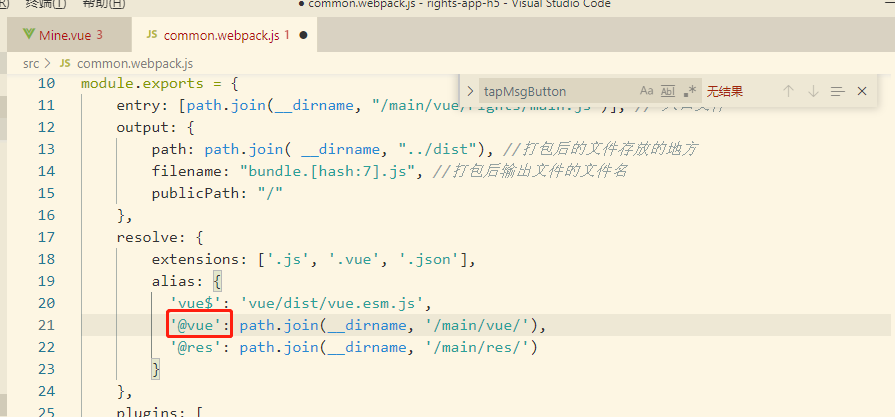 终端(T) 帮助(H) ● common.webpack.js - rights-app-h5 - Visual Studio Code
Mine.vue 3 JS common.webpack.js 1 ●
src > JS common.webpack.js
tapMsgButton Aa Abl .* 无结果
10 module.exports = {
11 entry: [path.join(__dirname, "/main/vue/rights/main.js")], //
12 output: {
13 path: path.join( __dirname, "../dist"), //打包后的文件存放的地方
14 filename: "bundle.[hash:7].js", //打包后输出文件的文件名
15 publicPath: "/"
16 },
17 resolve: {
18 extensions: ['.js', '.vue', '.json'],
19 alias: {
20 'vue$': 'vue/dist/vue.esm.js',
21 '@vue': path.join(__dirname, '/main/vue/'),
22 '@res': path.join(__dirname, '/main/res/')
23 }
24 },
25 plugins: [